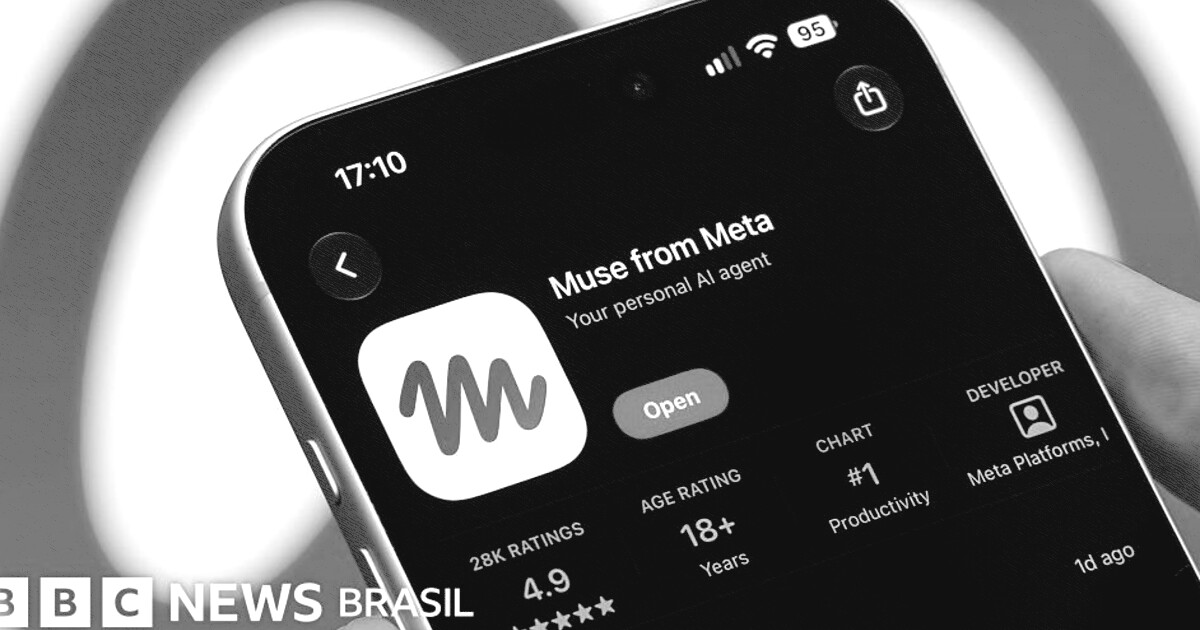 95
17:10
Muse from Meta
Your personal AI agent
Open
28K RATINGS
4.9
AGE RATING
18+
Years
CHART
#1
Productivity
DEVELOPER
Meta Platforms, I
1d ago
BBC NEWS BRASIL